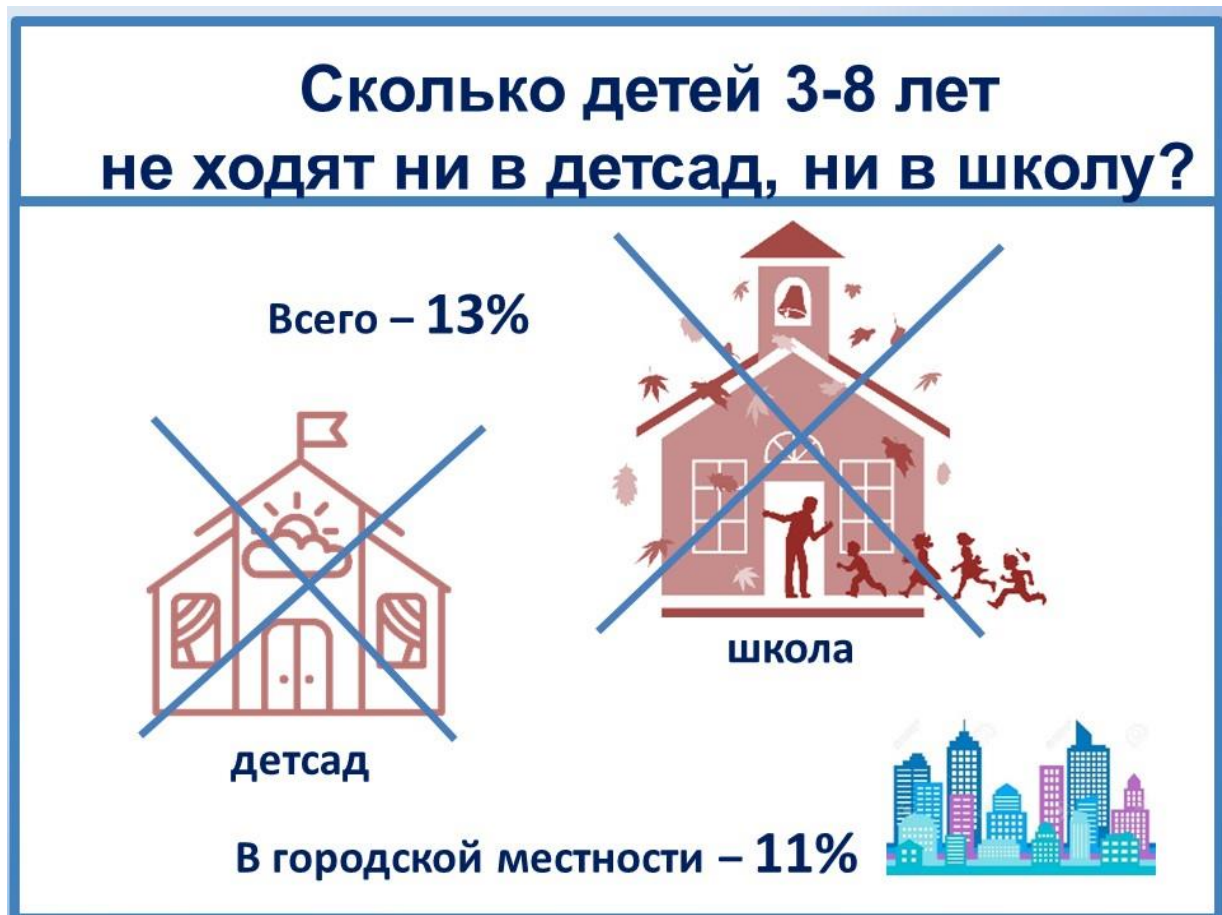 Сколько детей 3-8 лет
не ходят ни в детсад, ни в школу?
Всего – 13%
школа
детсад
В городской местности – 11%